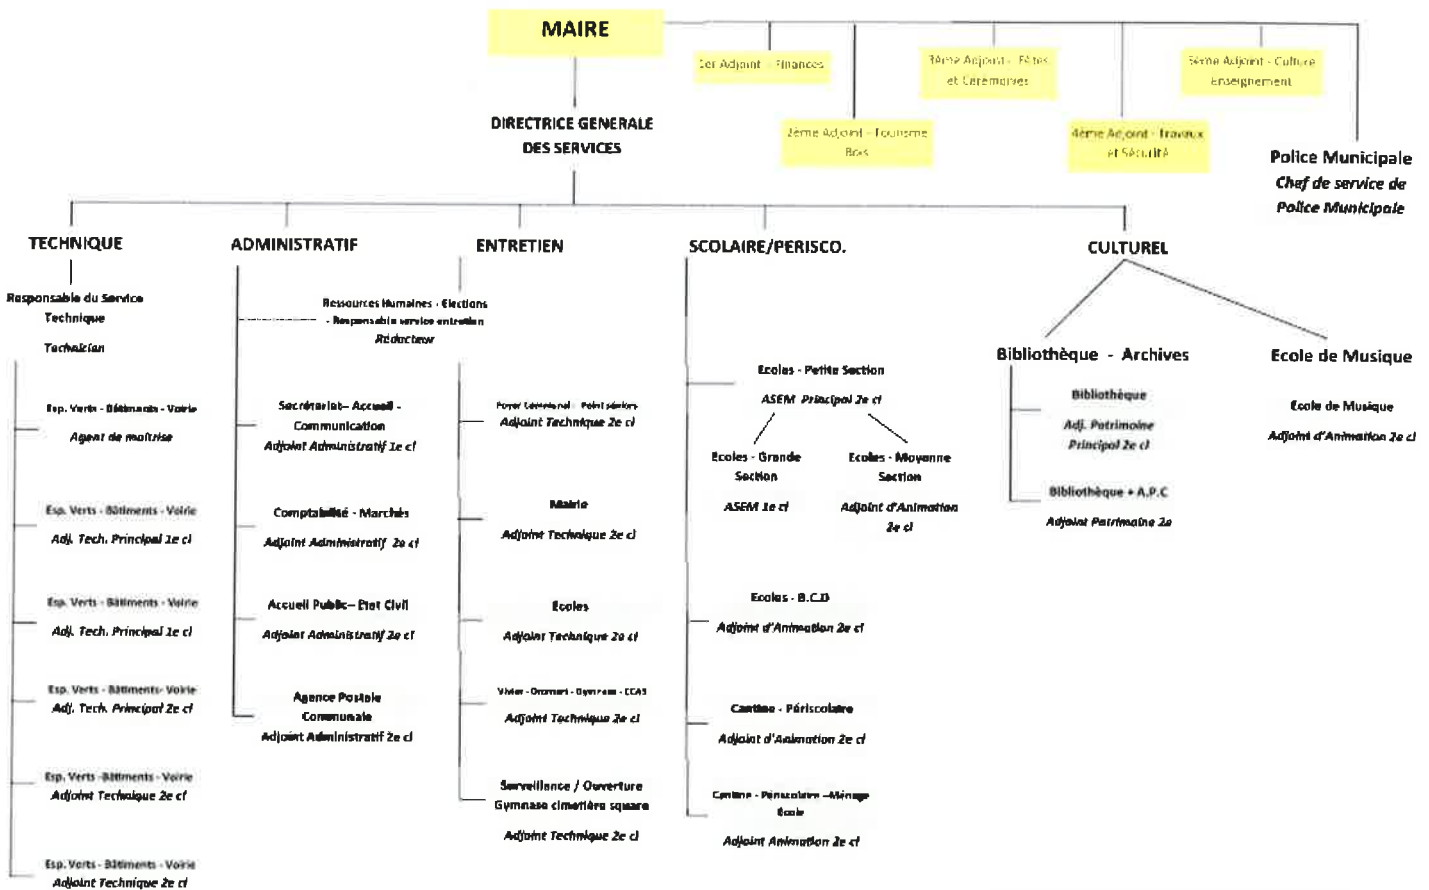 MAIRE
1er Adjoint - Finances
3ème Adjoint - Fêtes
et Cérémonies
5ème Adjoint - Culture
Enseignement
2ème Adjoint - Tourisme
Bois
4ème Adjoint - Travaux
et Sécurité
DIRECTRICE GENERALE
DES SERVICES
Police Municipale
Chef de service de
Police Municipale
TECHNIQUE
ADMINISTRATIF
ENTRETIEN
SCOLAIRE/PERISCO.
CULTUREL
Responsable du Service
Technique
Technicien
Esp. Verts - Bâtiments - Voirie
Agent de maîtrise
Esp. Verts - Bâtiments - Voirie
Adj. Tech. Principal 1e cl
Esp. Verts - Bâtiments - Voirie
Adj. Tech. Principal 1e cl
Esp. Verts - Bâtiments- Voirie
Adj. Tech. Principal 2e cl
Esp. Verts -Bâtiments - Voirie
Adjoint Technique 2e cl
Esp. Verts - Bâtiments - Voirie
Adjoint Technique 2e cl
Ressources Humaines - Elections
- Responsable service entretien
Rédacteur
Secrétariat– Accueil -
Communication
Adjoint Administratif 1e cl
Comptabilité - Marchés
Adjoint Administratif 2e cl
Accueil Public– Etat Civil
Adjoint Administratif 2e cl
Agence Postale
Communale
Adjoint Administratif 2e cl
Foyer Communal - Point séniors
Adjoint Technique 2e cl
Mairie
Adjoint Technique 2e cl
Ecoles
Adjoint Technique 2e cl
Vivier - - Gymnase - CCAS
Adjoint Technique 2e cl
Surveillance / Ouverture
Gymnase cimetière square
Adjoint Technique 2e cl
Ecoles - Petite Section
ASEM Principal 2e cl
Ecoles - Grande
Section
ASEM 1e cl
Ecoles - Moyenne
Section
Adjoint d'Animation
2e cl
Ecoles - B.C.D
Adjoint d'Animation 2e cl
Cantine - Périscolaire
Adjoint d'Animation 2e cl
Cantine - Périscolaire –Ménage
école
Adjoint Animation 2e cl
Bibliothèque - Archives
Bibliothèque
Adj. Patrimoine
Principal 2e cl
Bibliothèque + A.P.C
Adjoint Patrimoine 2e
Ecole de Musique
Ecole de Musique
Adjoint d'Animation 2e cl